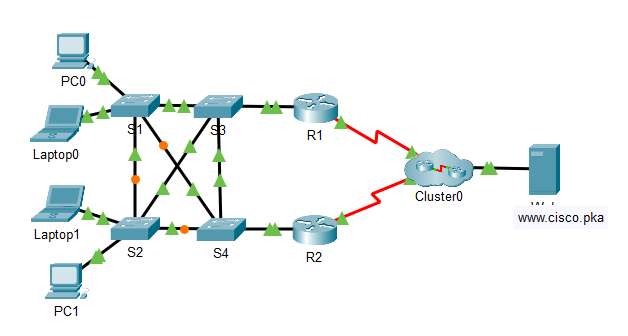 PC0
S1
S3
R1
Laptop0
Cluster0
www.cisco.pka
Laptop1
S2
S4
R2
PC1